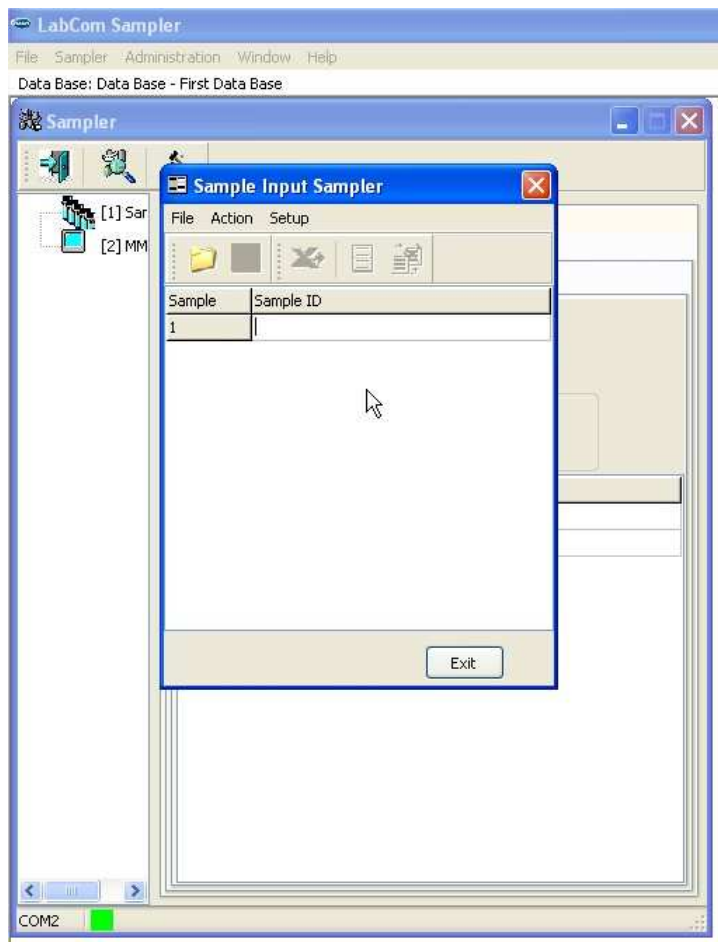 LabCom Sampler
File Sampler Administration Window Help
Data Base: Data Base - First Data Base
Sampler
[1] Sar
[2] MM
Sample Input Sampler
File Action Setup
Sample Sample ID
1
Exit
COM2